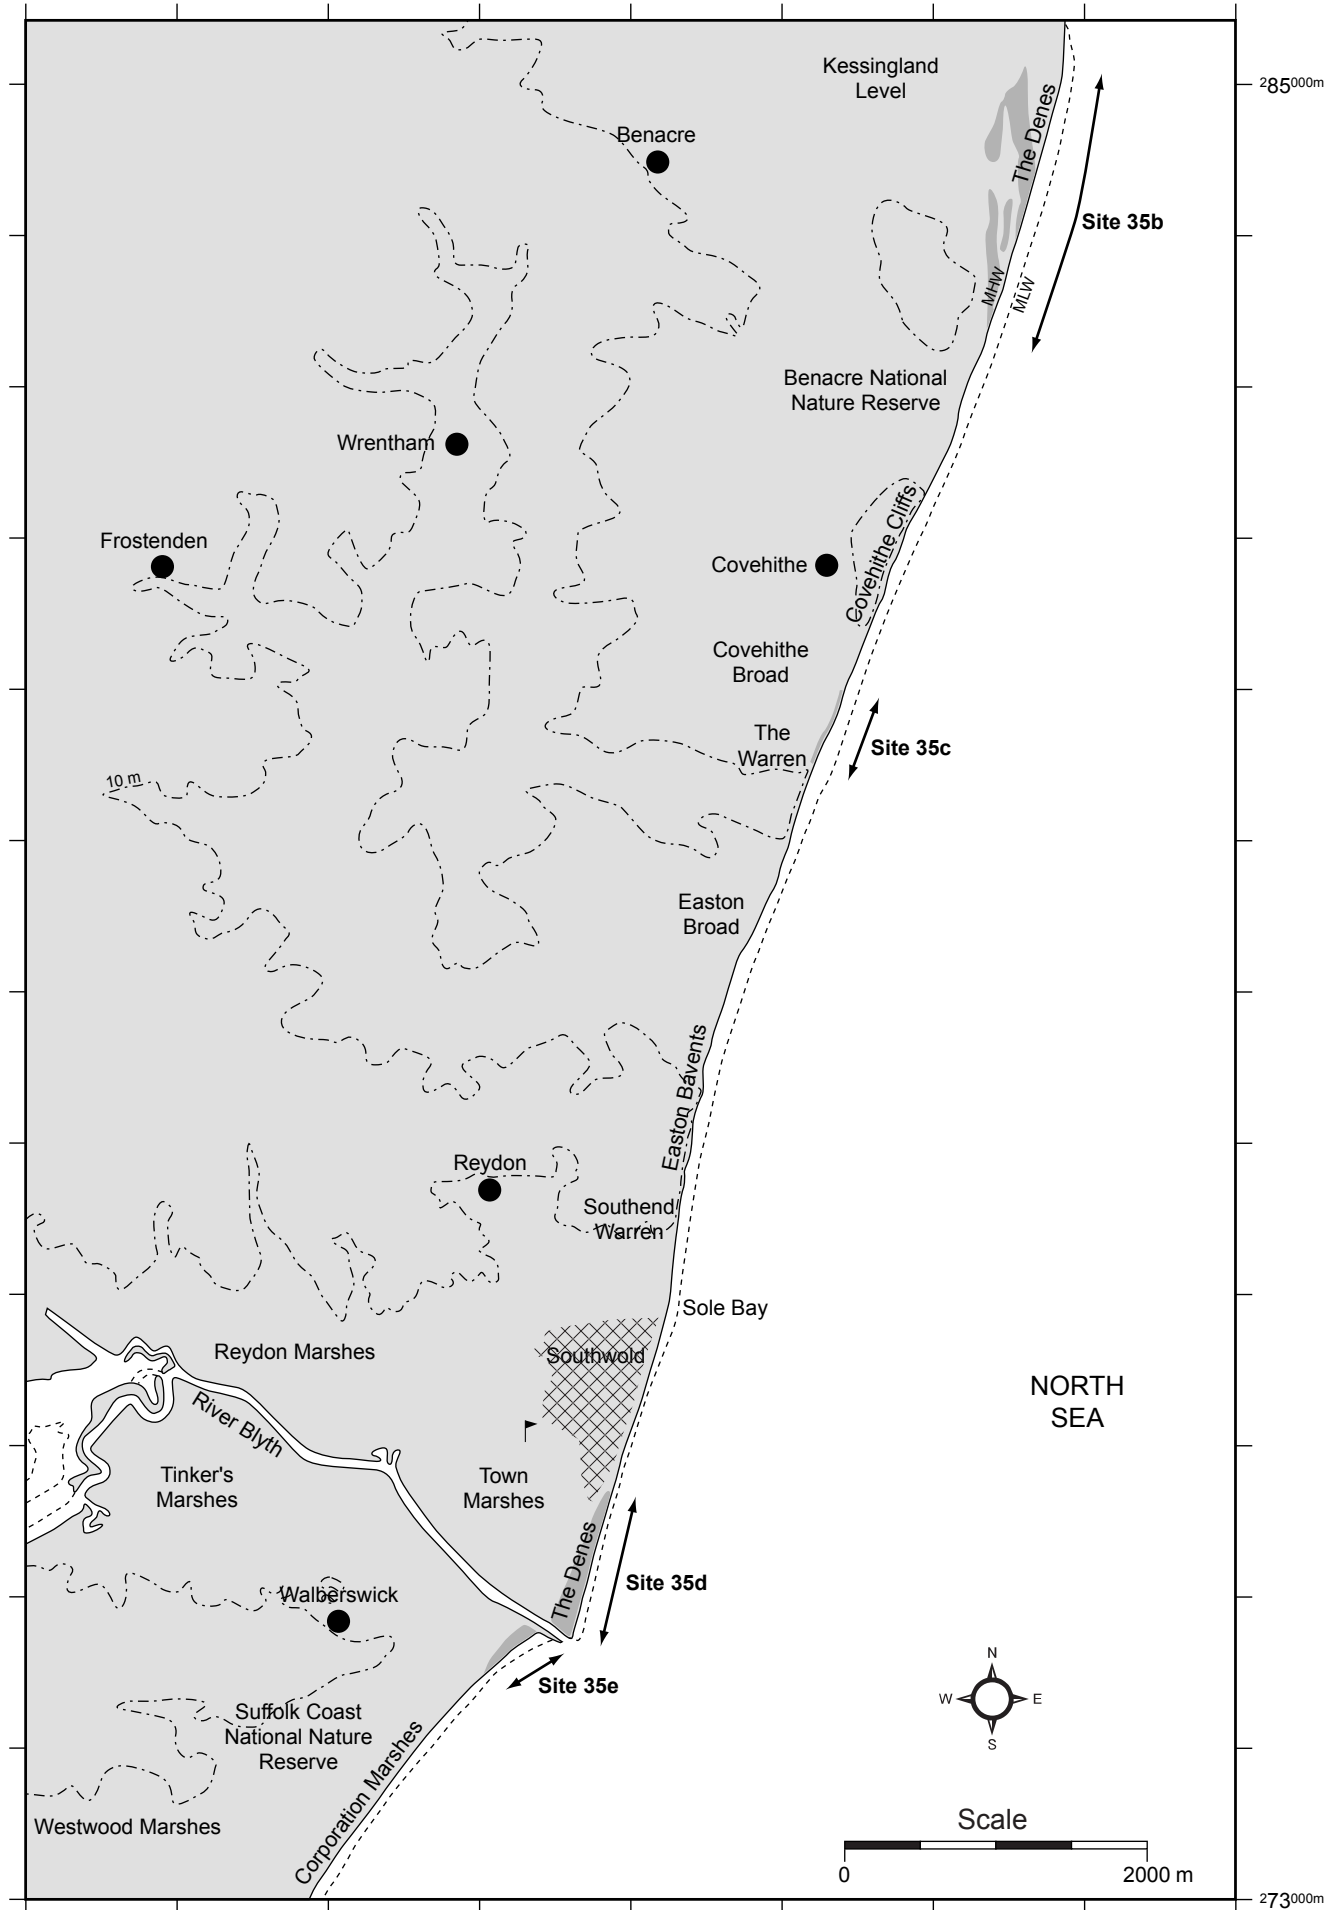 Kessingland
Level
285000m
Benacre
The Denes
Site 35b
MHW
MLW
Benacre National
Nature Reserve
Wrentham
Covehithe Cliffs
Frostenden
Covehithe
Covehithe
Broad
The
Warren
Site 35c
10 m
Easton
Broad
Easton Bavents
Reydon
Southend
Warren
Sole Bay
Reydon Marshes
Southwold
NORTH
SEA
River Blyth
Tinker's
Marshes
Town
Marshes
The Denes
Site 35d
Walberswick
Site 35e
N
W
E
S
Suffolk Coast
National Nature
Reserve
Corporation Marshes
Westwood Marshes
Scale
0
2000 m
273000m